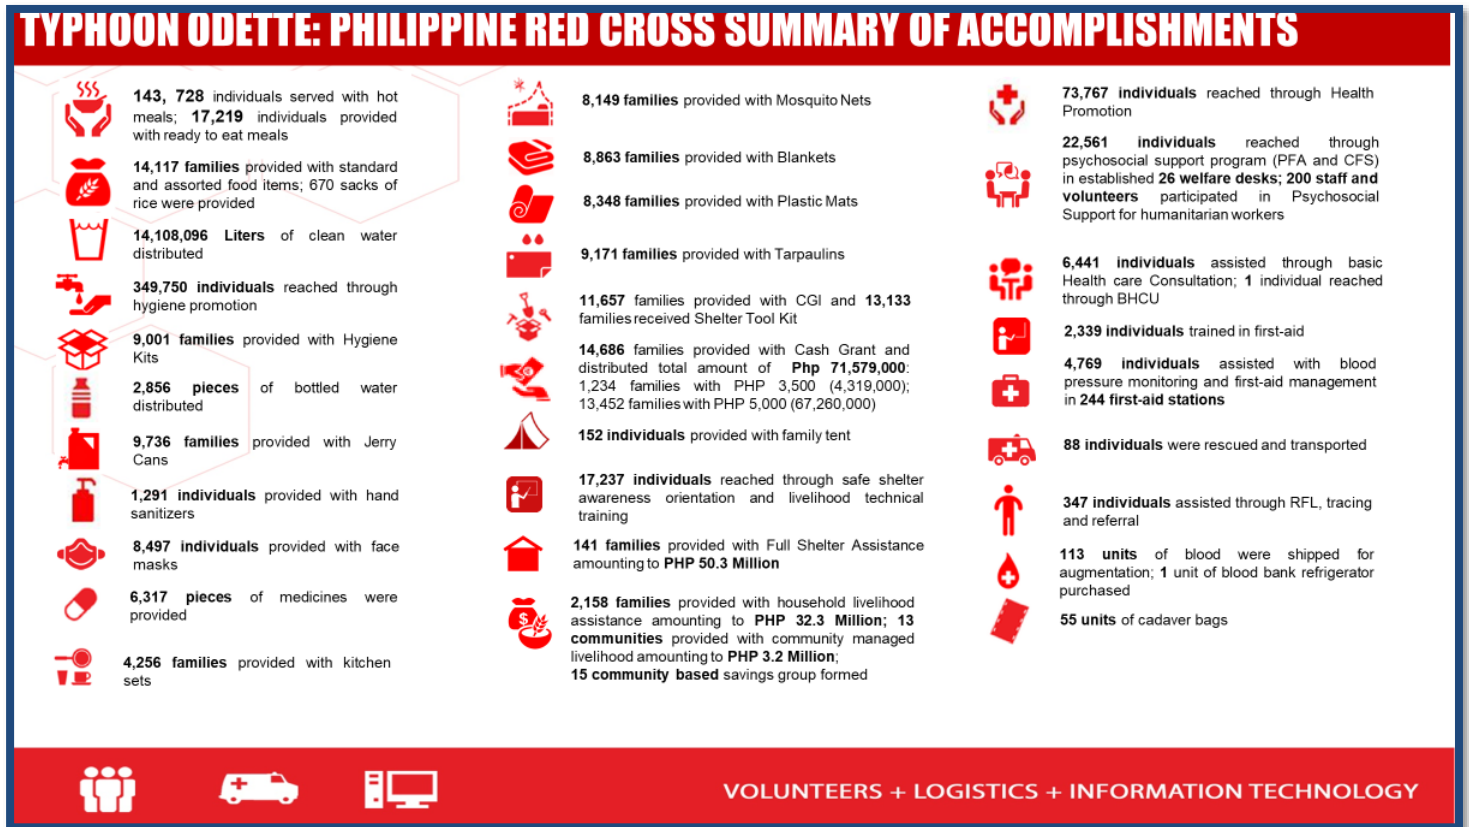 TYPHOON ODETTE: PHILIPPINE RED CROSS SUMMARY OF ACCOMPLISHMENTS
143, 728 individuals served with hot
meals; 17,219 individuals provided
with ready to eat meals
14,117 families provided with standard
and assorted food items; 670 sacks of
rice were provided
14,108,096 Liters of clean water
distributed
349,750 individuals reached through
hygiene promotion
9,001 families provided with Hygiene
Kits
2,856 pieces of bottled water
distributed
9,736 families provided with Jerry
Cans
1,291 individuals provided with hand
sanitizers
8,497 individuals provided with face
masks
6,317 pieces of medicines were
provided
4,256 families provided with kitchen
sets
8,149 families provided with Mosquito Nets
8,863 families provided with Blankets
8,348 families provided with Plastic Mats
9,171 families provided with Tarpaulins
11,657 families provided with CGI and 13,133
families received Shelter Tool Kit
14,686 families provided with Cash Grant and
distributed total amount of Php 71,579,000:
1,234 families with PHP 3,500 (4,319,000);
13,452 families with PHP 5,000 (67,260,000)
152 individuals provided with family tent
17,237 individuals reached through safe shelter
awareness orientation and livelihood technical
training
141 families provided with Full Shelter Assistance
amounting to PHP 50.3 Million
2,158 families provided with household livelihood
assistance amounting to PHP 32.3 Million; 13
communities provided with community managed
livelihood amounting to PHP 3.2 Million;
15 community based savings group formed
73,767 individuals reached through Health
Promotion
22,561 individuals reached through
psychosocial support program (PFA and CFS)
in established 26 welfare desks; 200 staff and
volunteers participated in Psychosocial
Support for humanitarian workers
6,441 individuals assisted through basic
Health care Consultation; 1 individual reached
through BHCU
2,339 individuals trained in first-aid
4,769 individuals assisted with blood
pressure monitoring and first-aid management
in 244 first-aid stations
88 individuals were rescued and transported
347 individuals assisted through RFL, tracing
and referral
113 units of blood were shipped for
augmentation; 1 unit of blood bank refrigerator
purchased
55 units of cadaver bags
VOLUNTEERS + LOGISTICS + INFORMATION TECHNOLOGY